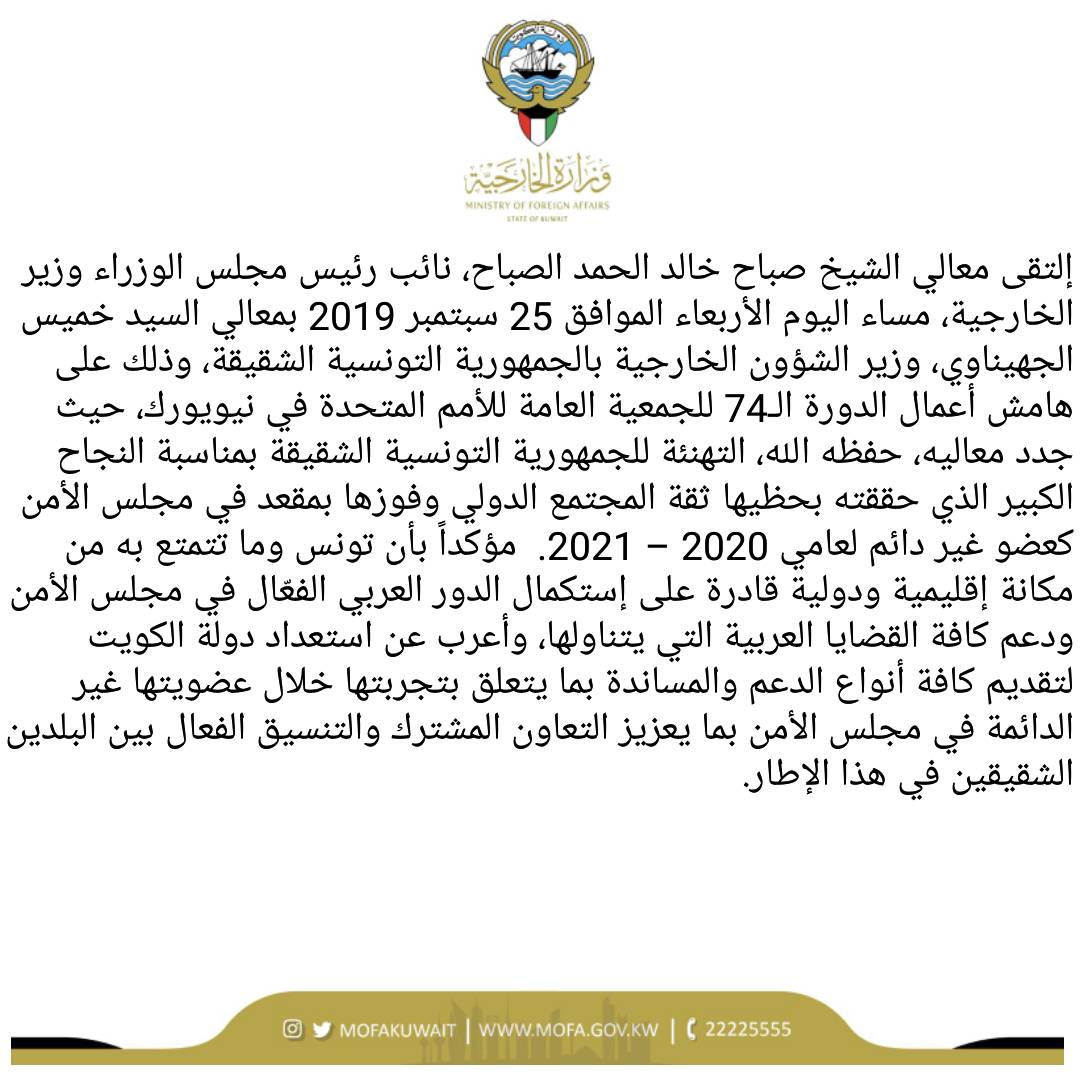 دولة الكويت
وزارة الخارجية
MINISTRY OF FOREIGN AFFAIRS
STATE OF KUWAIT
إلتقى معالي الشيخ صباح خالد الحمد الصباح، نائب رئيس مجلس الوزراء وزير
الخارجية، مساء اليوم الأربعاء الموافق 25 سبتمبر 2019 بمعالي السيد خميس
الجهيناوي، وزير الشؤون الخارجية بالجمهورية التونسية الشقيقة، وذلك على
هامش أعمال الدورة الـ74 للجمعية العامة للأمم المتحدة في نيويورك، حيث
جدد معاليه، حفظه الله، التهنئة للجمهورية التونسية الشقيقة بمناسبة النجاح
الكبير الذي حققته بحظيها ثقة المجتمع الدولي وفوزها بمقعد في مجلس الأمن
كعضو غير دائم لعامي 2020 – 2021. مؤكداً بأن تونس وما تتمتع به من
مكانة إقليمية ودولية قادرة على إستكمال الدور العربي الفعّال في مجلس الأمن
ودعم كافة القضايا العربية التي يتناولها، وأعرب عن استعداد دولة الكويت
لتقديم كافة أنواع الدعم والمساندة بما يتعلق بتجربتها خلال عضويتها غير
الدائمة في مجلس الأمن بما يعزيز التعاون المشترك والتنسيق الفعال بين البلدين
الشقيقين في هذا الإطار.
MOFAKUWAIT | WWW.MOFA.GOV.KW | 22225555